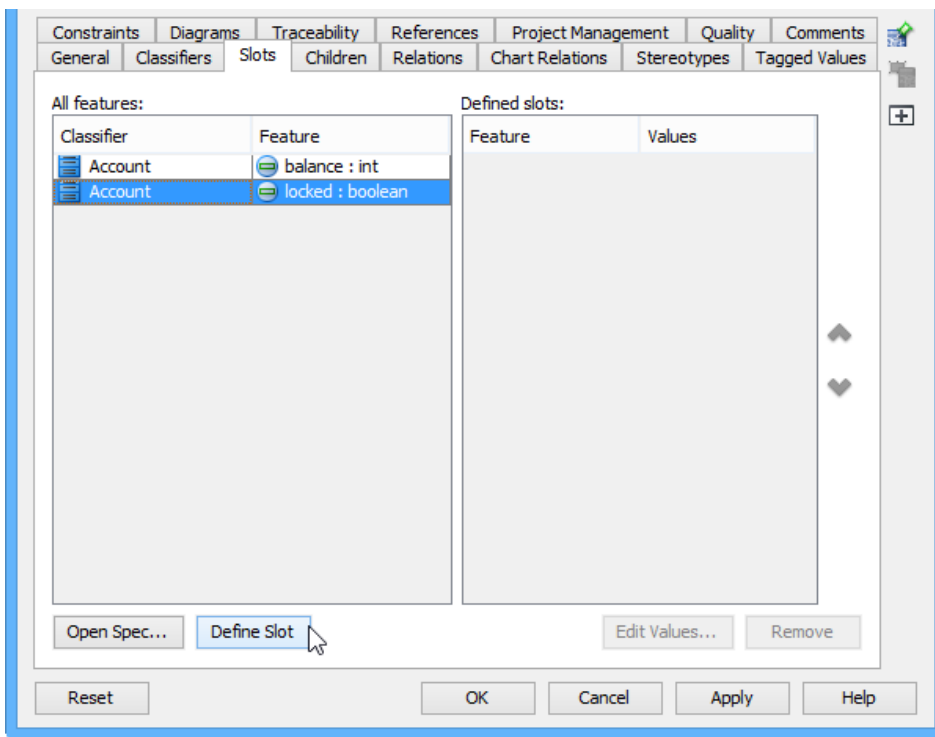 Constraints Diagrams Traceability References Project Management Quality Comments
General Classifiers Slots Children Relations Chart Relations Stereotypes Tagged Values
All features: Defined slots:
Classifier Feature Feature Values
Account balance : int
Account locked : boolean
Open Spec... Define Slot Edit Values... Remove
Reset OK Cancel Apply Help